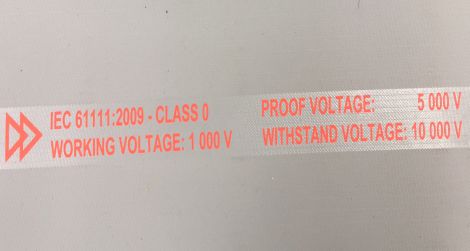 IEC 61111:2009 - CLASS 0
WORKING VOLTAGE: 1 000 V
PROOF VOLTAGE: 5 000 V
WITHSTAND VOLTAGE: 10 000 V